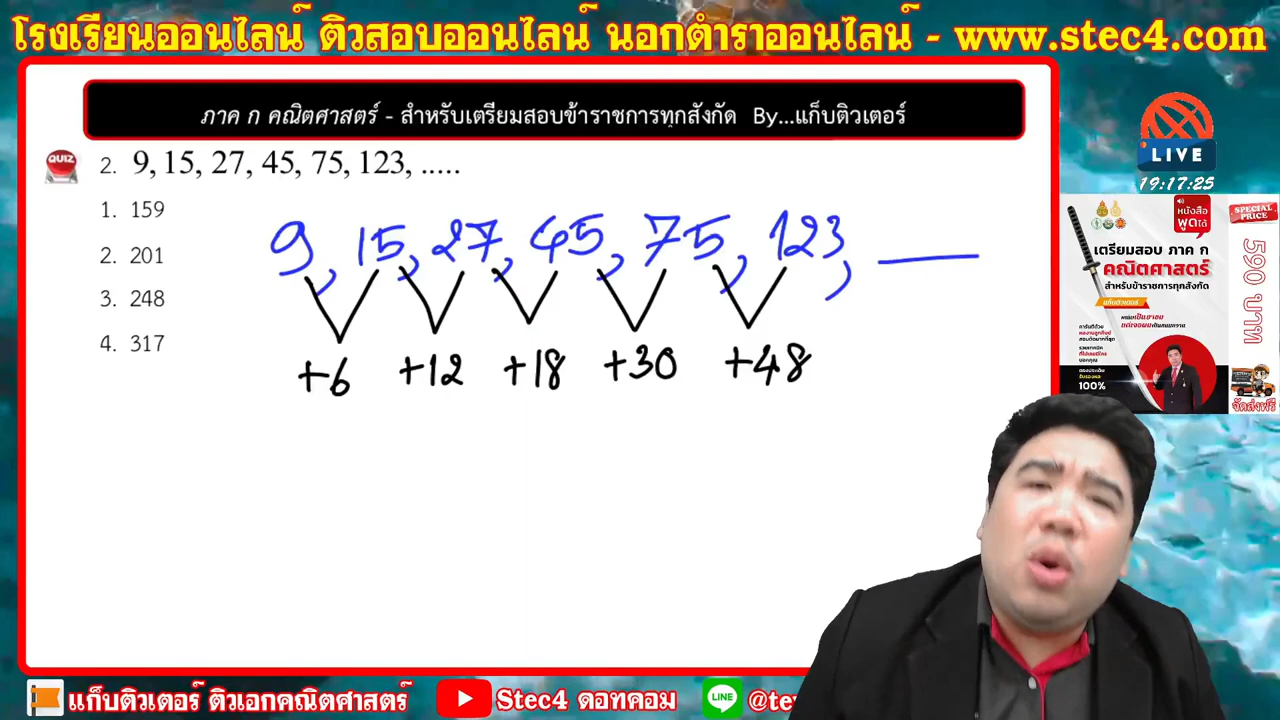 โรงเรียนออนไลน์ ติวสอบออนไลน์ นอกตำราออนไลน์ - www.stec4.com
ภาค ก คณิตศาสตร์ - สำหรับเตรียมสอบข้าราชการทุกสังกัด By...แก็บติวเตอร์
QUIZ
2. 9, 15, 27, 45, 75, 123, .....
1. 159
2. 201
3. 248
4. 317
9, 15, 27, 45, 75, 123,
+6 +12 +18 +30 +48
LIVE
19:17:25
หนังสือ
พูดได้
SPECIAL
PRICE
590 บาท
เตรียมสอบ ภาค ก
คณิตศาสตร์
สำหรับข้าราชการทุกสังกัด
แก็บติวเตอร์
100%
จัดส่งฟรี
แก็บติวเตอร์ ติวเอกคณิตศาสตร์
Stec4 ดอทคอม
LINE